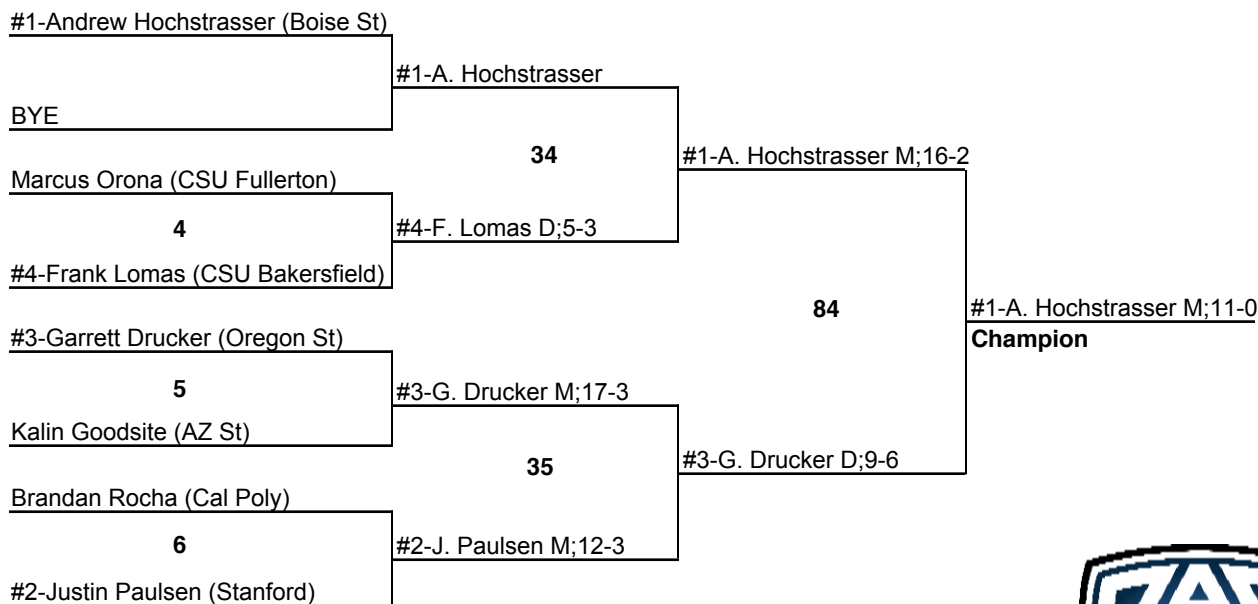 #1-Andrew Hochstrasser (Boise St)
#1-A. Hochstrasser
BYE
34
#1-A. Hochstrasser M;16-2
Marcus Orona (CSU Fullerton)
4
#4-F. Lomas D;5-3
#4-Frank Lomas (CSU Bakersfield)
84
#1-A. Hochstrasser M;11-0
Champion
#3-Garrett Drucker (Oregon St)
5
#3-G. Drucker M;17-3
Kalin Goodsite (AZ St)
35
#3-G. Drucker D;9-6
Brandan Rocha (Cal Poly)
6
#2-J. Paulsen M;12-3
#2-Justin Paulsen (Stanford)